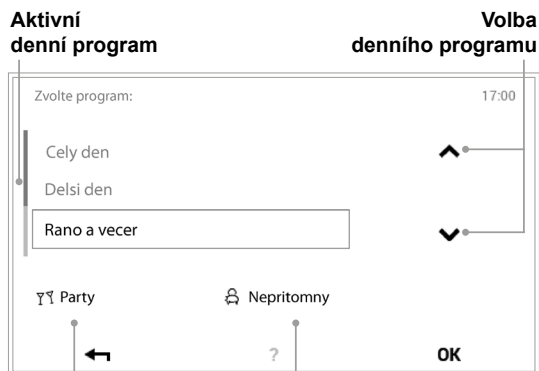 Aktivní
denní program
Volba
denního programu
Zvolte program:
17:00
Cely den
Delsi den
Rano a vecer
Party
Nepritomny
?
OK